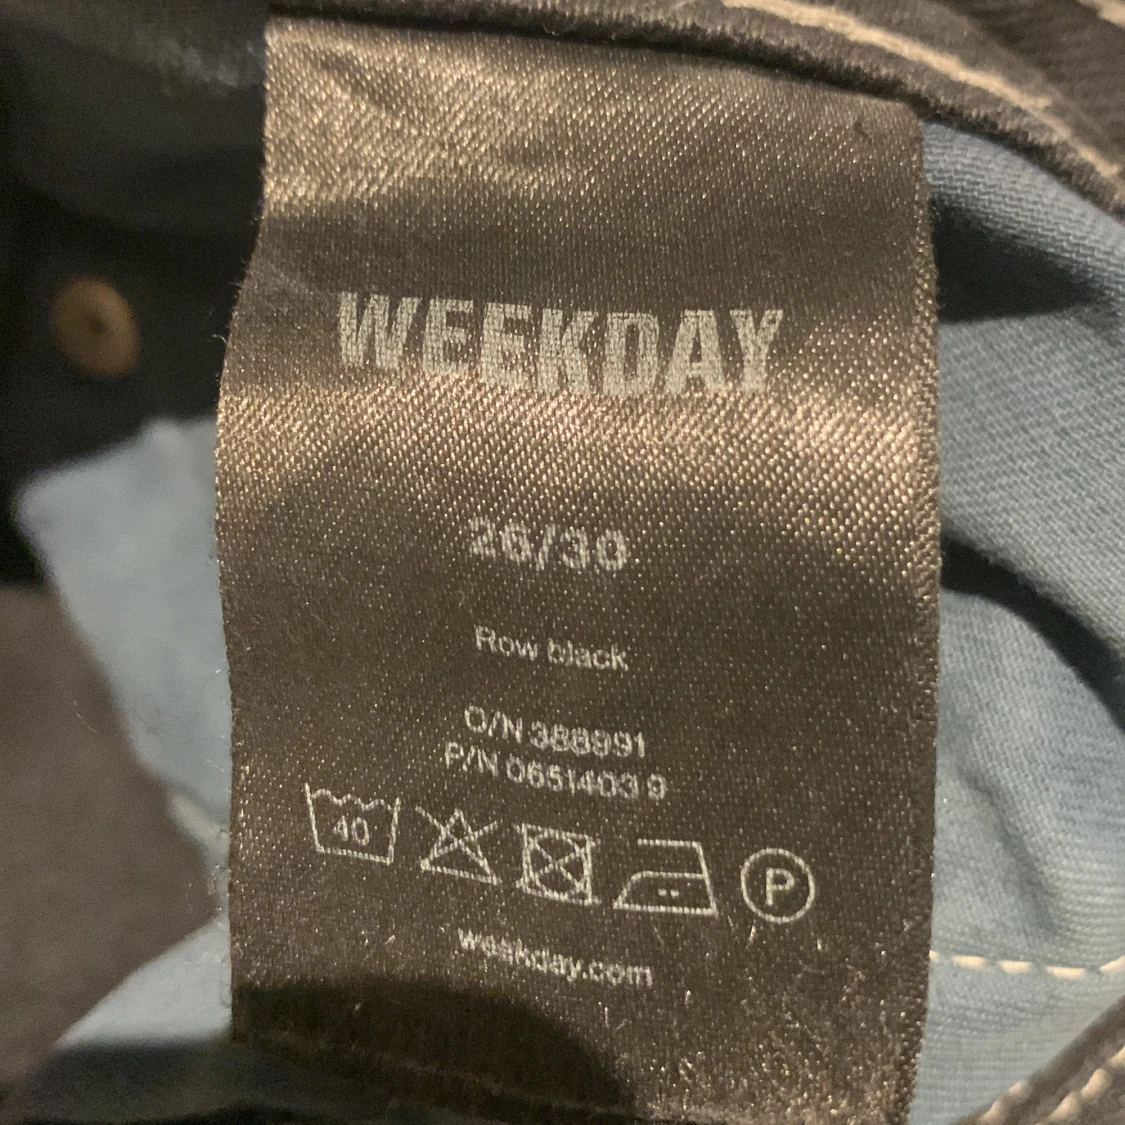 WEEKDAY
26/30
Row black
O/N 388991
P/N 0651403 9
40 P
weekday.com